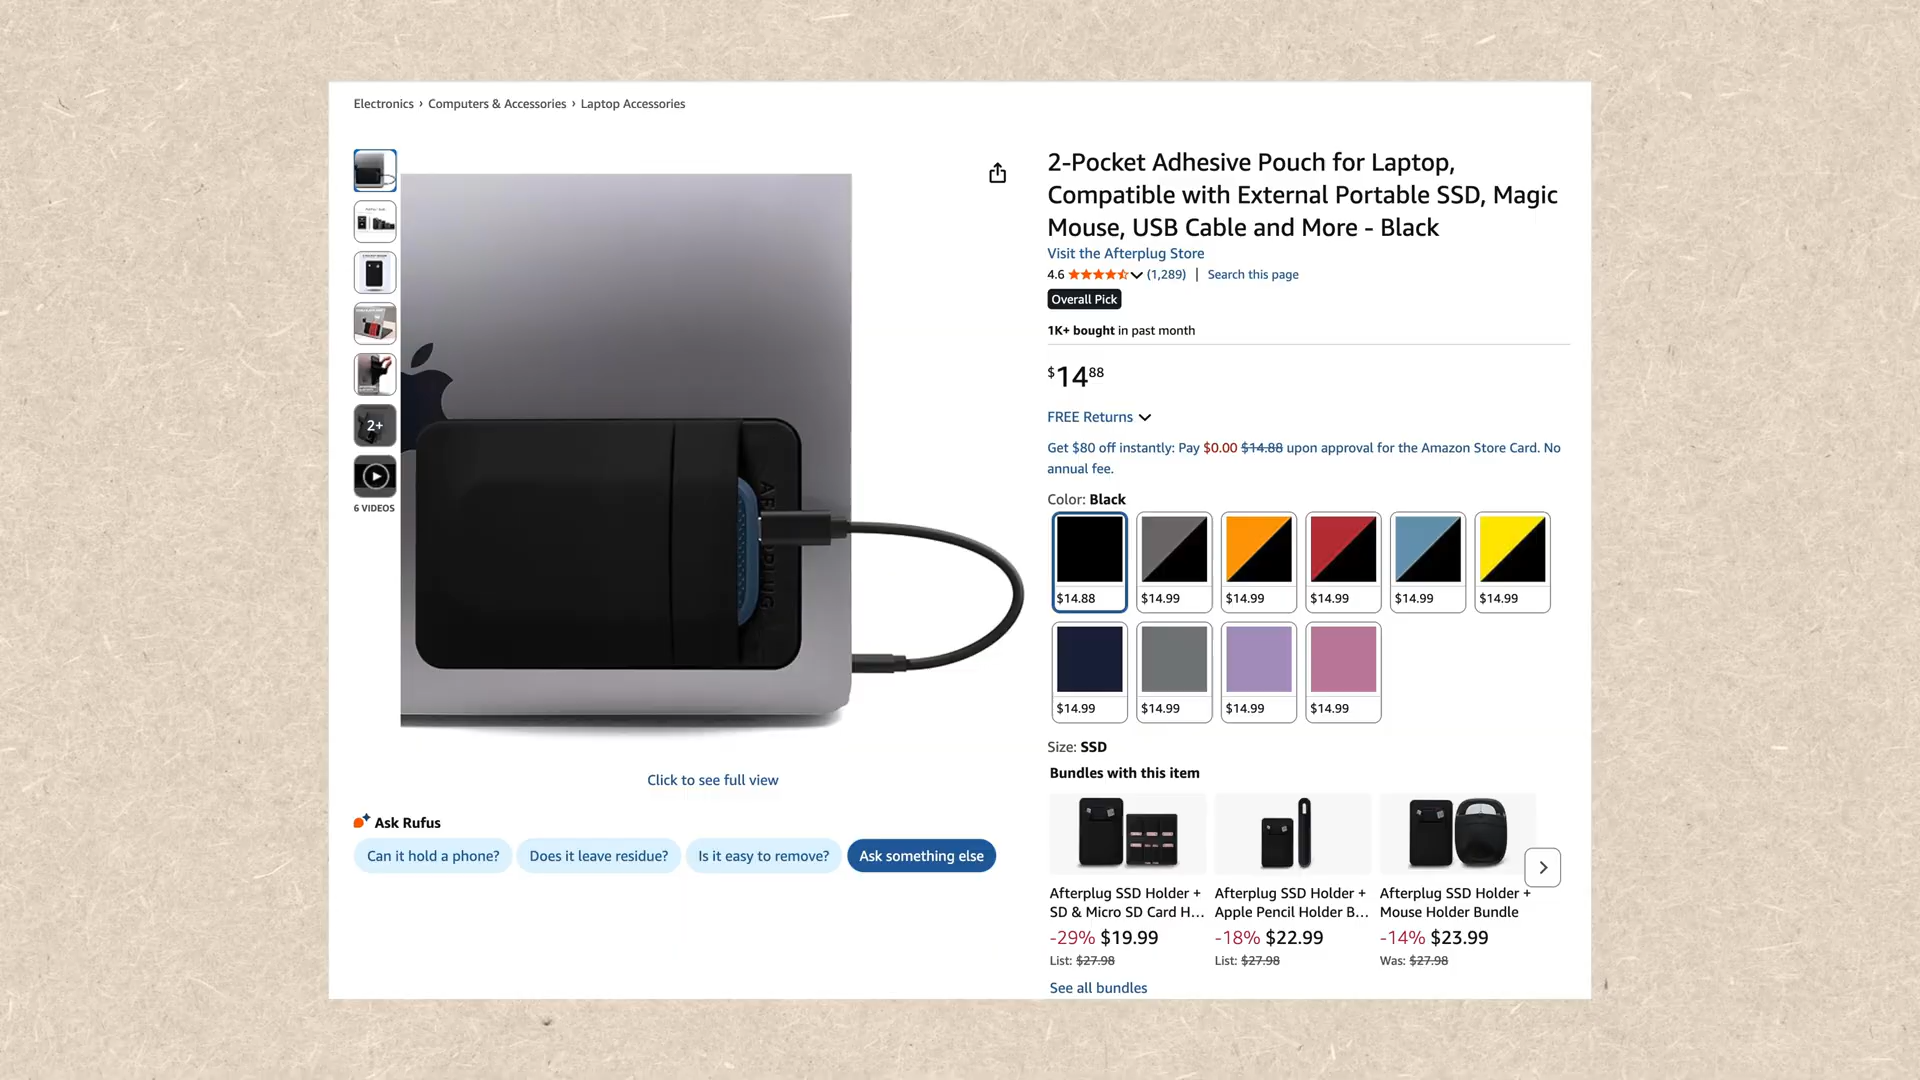 Electronics › Computers & Accessories › Laptop Accessories
2-Pocket Adhesive Pouch for Laptop,
Compatible with External Portable SSD, Magic
Mouse, USB Cable and More - Black
Visit the Afterplug Store
4.6 (1,289) | Search this page
Overall Pick
1K+ bought in past month
$14.88
FREE Returns
Get $80 off instantly: Pay $0.00 $14.88 upon approval for the Amazon Store Card. No
annual fee.
Color: Black
$14.88 $14.99 $14.99 $14.99 $14.99 $14.99
$14.99 $14.99 $14.99 $14.99
Size: SSD
Bundles with this item
Afterplug SSD Holder +
SD & Micro SD Card H...
-29% $19.99
List: $27.98
Afterplug SSD Holder +
Apple Pencil Holder B...
-18% $22.99
List: $27.98
Afterplug SSD Holder +
Mouse Holder Bundle
-14% $23.99
Was: $27.98
See all bundles
2+
6 VIDEOS
Click to see full view
Ask Rufus
Can it hold a phone? Does it leave residue? Is it easy to remove? Ask something else